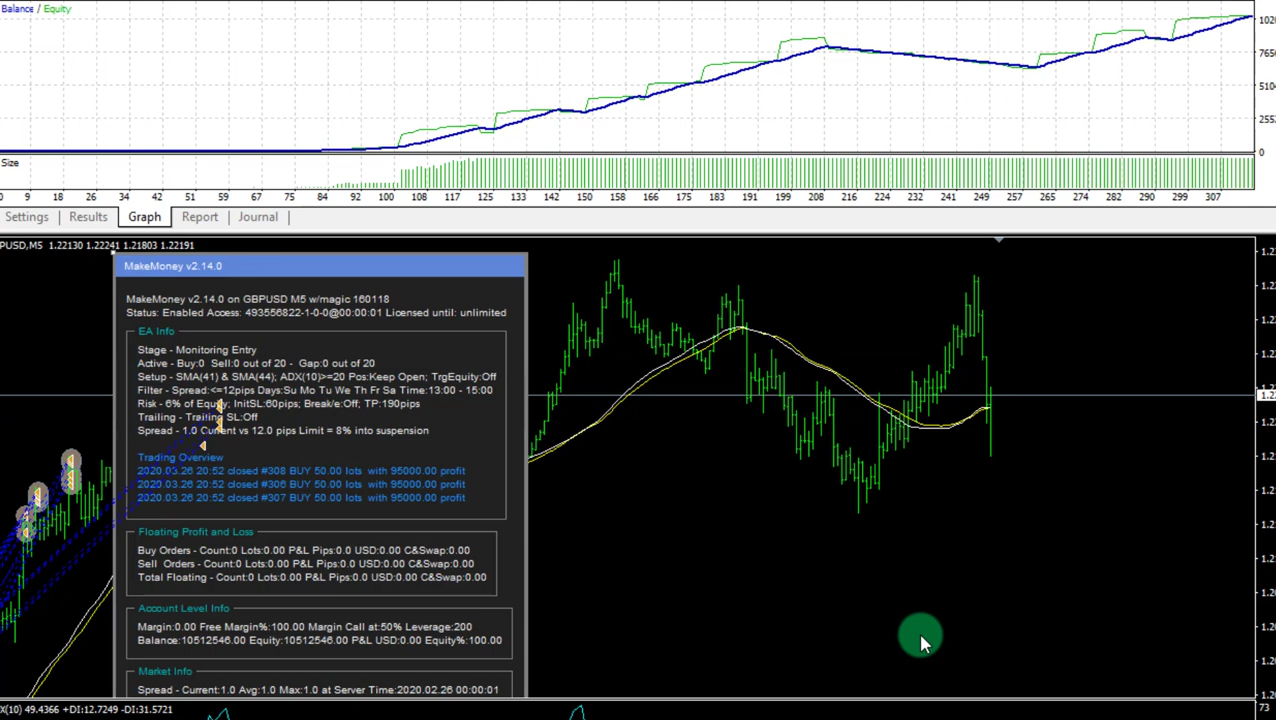 Balance / Equity
1020
7650
5104
2552
0
Size
0 9 18 26 34 42 51 59 67 75 84 92 100 109 117 125 134 142 150 158 166 175 183 191 199 208 216 224 232 241 249 257 265 274 282 290 299 307
Settings Results Graph Report Journal
PUSD,M5 1.22130 1.22241 1.21803 1.22191
MakeMoney v2.14.0
MakeMoney v2.14.0 on GBPUSD M5 w/magic 160118
Status: Enabled Access: 493556822-1-0-0@00:00:01 Licensed until: unlimited
EA Info
Stage - Monitoring Entry
Active - Buy:0 Sell:0 out of 20 - Gap:0 out of 20
Setup - SMA(41) & SMA(44); ADX(10)>=20 Pos:Keep Open; TrgEquity:Off
Filter - Spread:<=12pips Days:Su Mo Tu We Th Fr Sa Time:13:00 - 15:00
Risk - 6% of Equity; InitSL:60pips; Break/e:Off; TP:190pips
Trailing - Trailing SL:Off
Spread - 1.0 Current vs 12.0 pips Limit = 8% into suspension
Trading Overview
2020.03.26 20:52 closed #308 BUY 50.00 lots with 95000.00 profit
2020.03.26 20:52 closed #306 BUY 50.00 lots with 95000.00 profit
2020.03.26 20:52 closed #307 BUY 50.00 lots with 95000.00 profit
Floating Profit and Loss
Buy Orders - Count:0 Lots:0.00 P&L Pips:0.0 USD:0.00 C&Swap:0.00
Sell Orders - Count:0 Lots:0.00 P&L Pips:0.0 USD:0.00 C&Swap:0.00
Total Floating - Count:0 Lots:0.00 P&L Pips:0.0 USD:0.00 C&Swap:0.00
Account Level Info
Margin:0.00 Free Margin%:100.00 Margin Call at:50% Leverage:200
Balance:10512546.00 Equity:10512546.00 P&L USD:0.00 Equity%:100.00
Market Info
Spread - Current:1.0 Avg:1.0 Max:1.0 at Server Time:2020.02.26 00:00:01
X(10) 49.4366 +DI:12.7249 -DI:31.5721
73